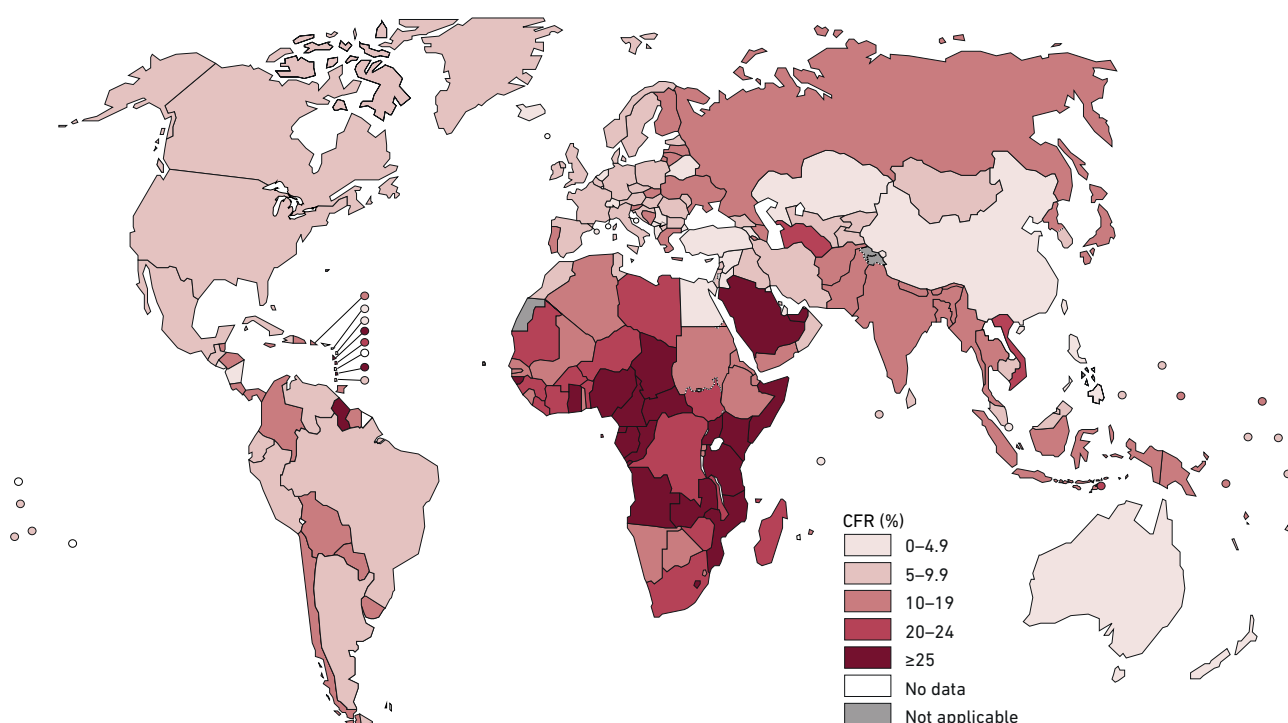 CFR (%)
0–4.9
5–9.9
10–19
20–24
≥25
No data
Not applicable